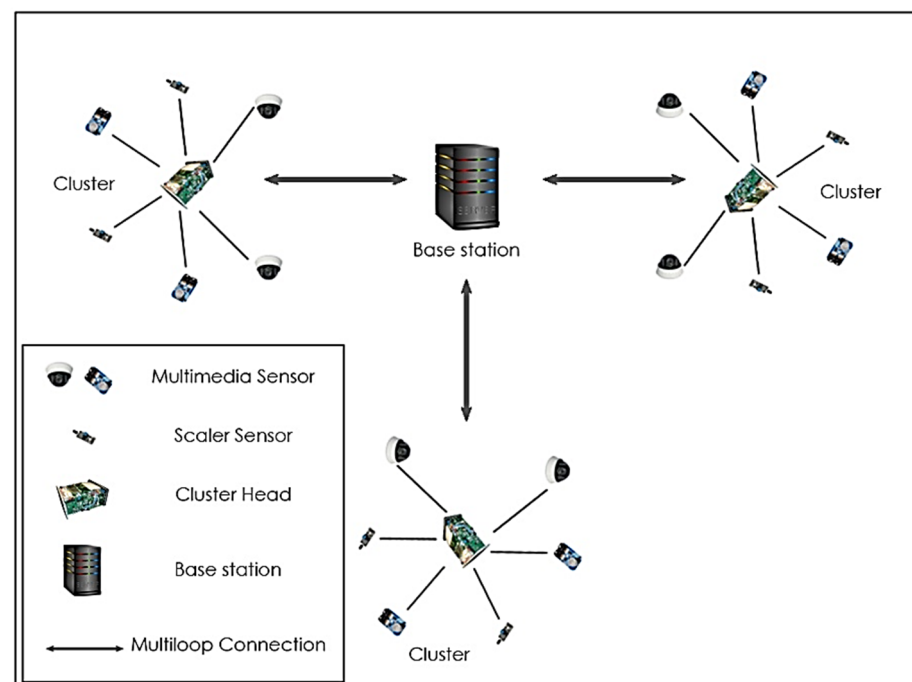 Cluster
Base station
Cluster
Multimedia Sensor
Scaler Sensor
Cluster Head
Base station
Multiloop Connection
Cluster